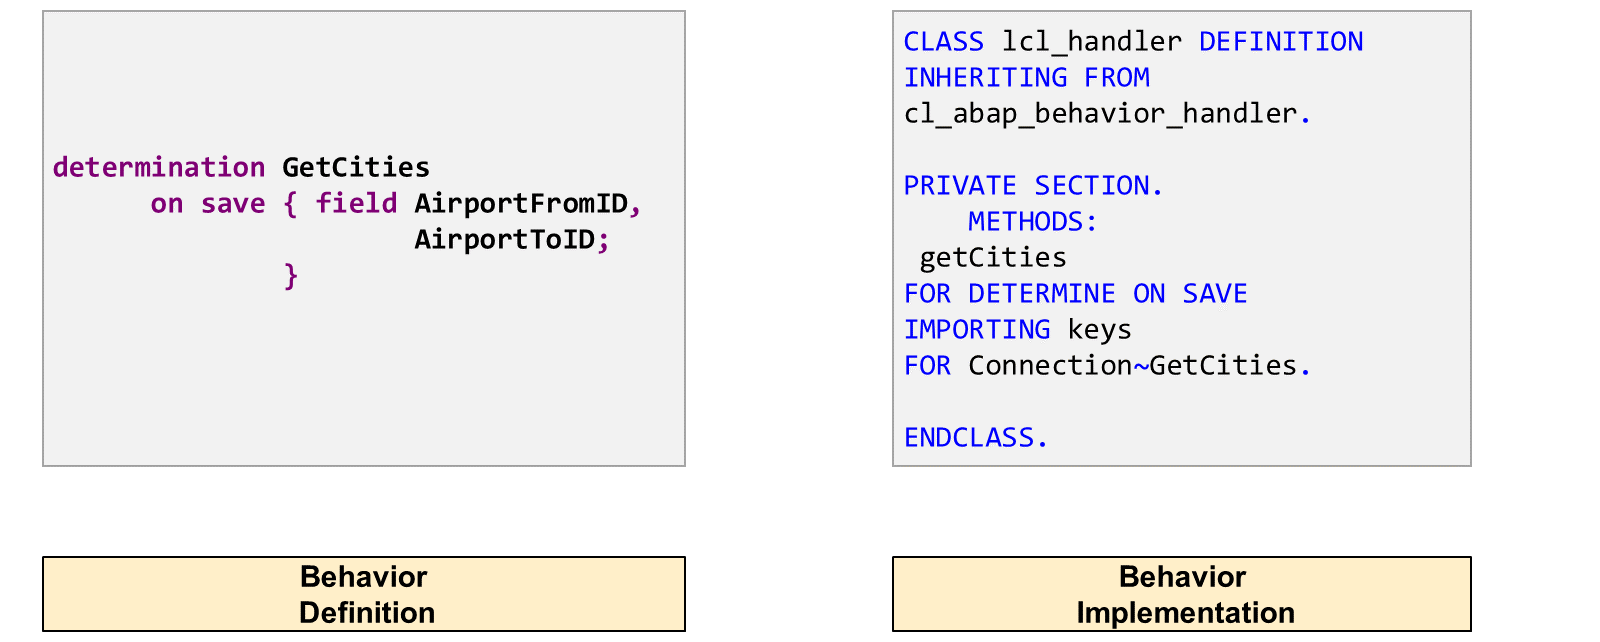 determination GetCities
on save { field AirportFromID,
AirportToID;
}
Behavior
Definition
CLASS lcl_handler DEFINITION
INHERITING FROM
cl_abap_behavior_handler.
PRIVATE SECTION.
METHODS:
getCities
FOR DETERMINE ON SAVE
IMPORTING keys
FOR Connection~GetCities.
ENDCLASS.
Behavior
Implementation